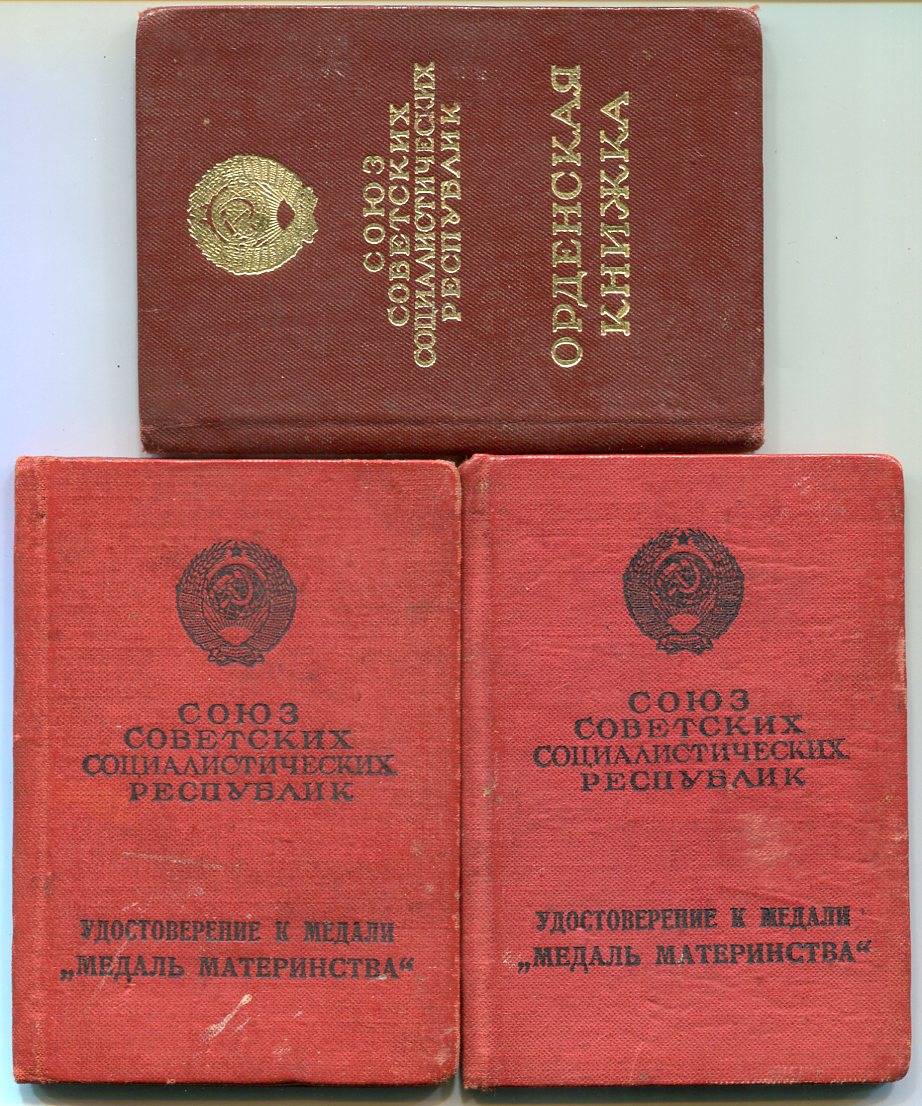 СОЮЗ
СОВЕТСКИХ
СОЦИАЛИСТИЧЕСКИХ
РЕСПУБЛИК
ОРДЕНСКАЯ
КНИЖКА
СОЮЗ
СОВЕТСКИХ
СОЦИАЛИСТИЧЕСКИХ
РЕСПУБЛИК
УДОСТОВЕРЕНИЕ К МЕДАЛИ
„МЕДАЛЬ МАТЕРИНСТВА“
СОЮЗ
СОВЕТСКИХ
СОЦИАЛИСТИЧЕСКИХ
РЕСПУБЛИК
УДОСТОВЕРЕНИЕ К МЕДАЛИ
„МЕДАЛЬ МАТЕРИНСТВА“